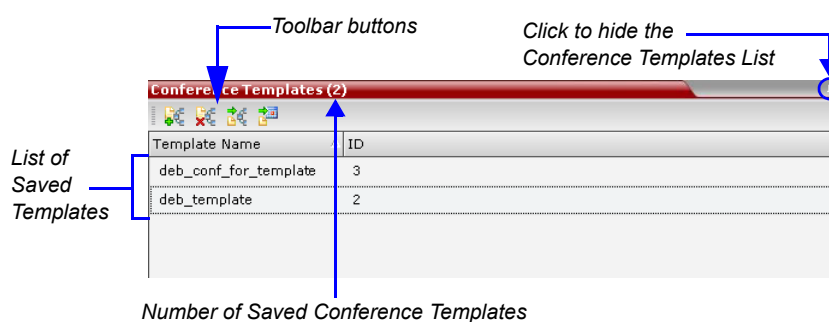 Toolbar buttons
Click to hide the
Conference Templates List
Conference Templates (2)
Template Name
ID
List of
Saved
Templates
deb_conf_for_template 3
deb_template 2
Number of Saved Conference Templates